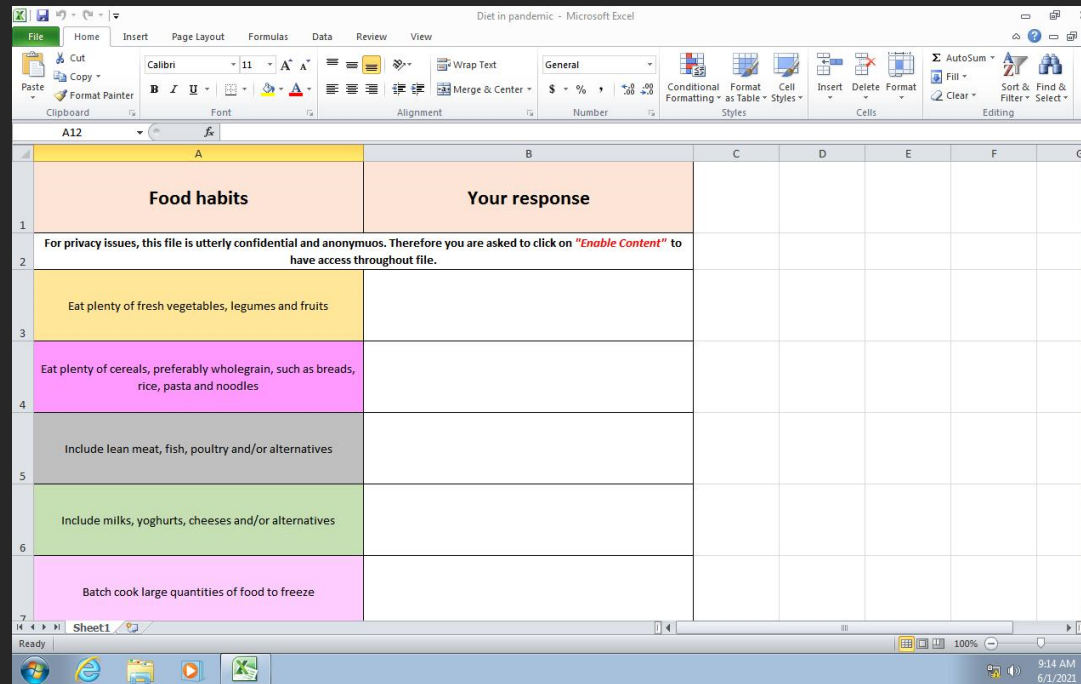 Diet in pandemic - Microsoft Excel
File Home Insert Page Layout Formulas Data Review View
Cut
Copy
Format Painter
Paste
Clipboard
Calibri 11 A A
B I U A
Font
Wrap Text
Merge & Center
Alignment
General
$ % , .0 .00 .00 .0
Number
Conditional Formatting
Format as Table
Cell Styles
Styles
Insert Delete Format
Cells
Σ AutoSum
Fill
Clear
Sort & Filter
Find & Select
Editing
A12 fx
A B C D E F
1 Food habits Your response
2 For privacy issues, this file is utterly confidential and anonymuos. Therefore you are asked to click on "Enable Content" to
have access throughout file.
3 Eat plenty of fresh vegetables, legumes and fruits
4 Eat plenty of cereals, preferably wholegrain, such as breads,
rice, pasta and noodles
5 Include lean meat, fish, poultry and/or alternatives
6 Include milks, yoghurts, cheeses and/or alternatives
7 Batch cook large quantities of food to freeze
Sheet1
Ready 100%
9:14 AM
6/1/2021